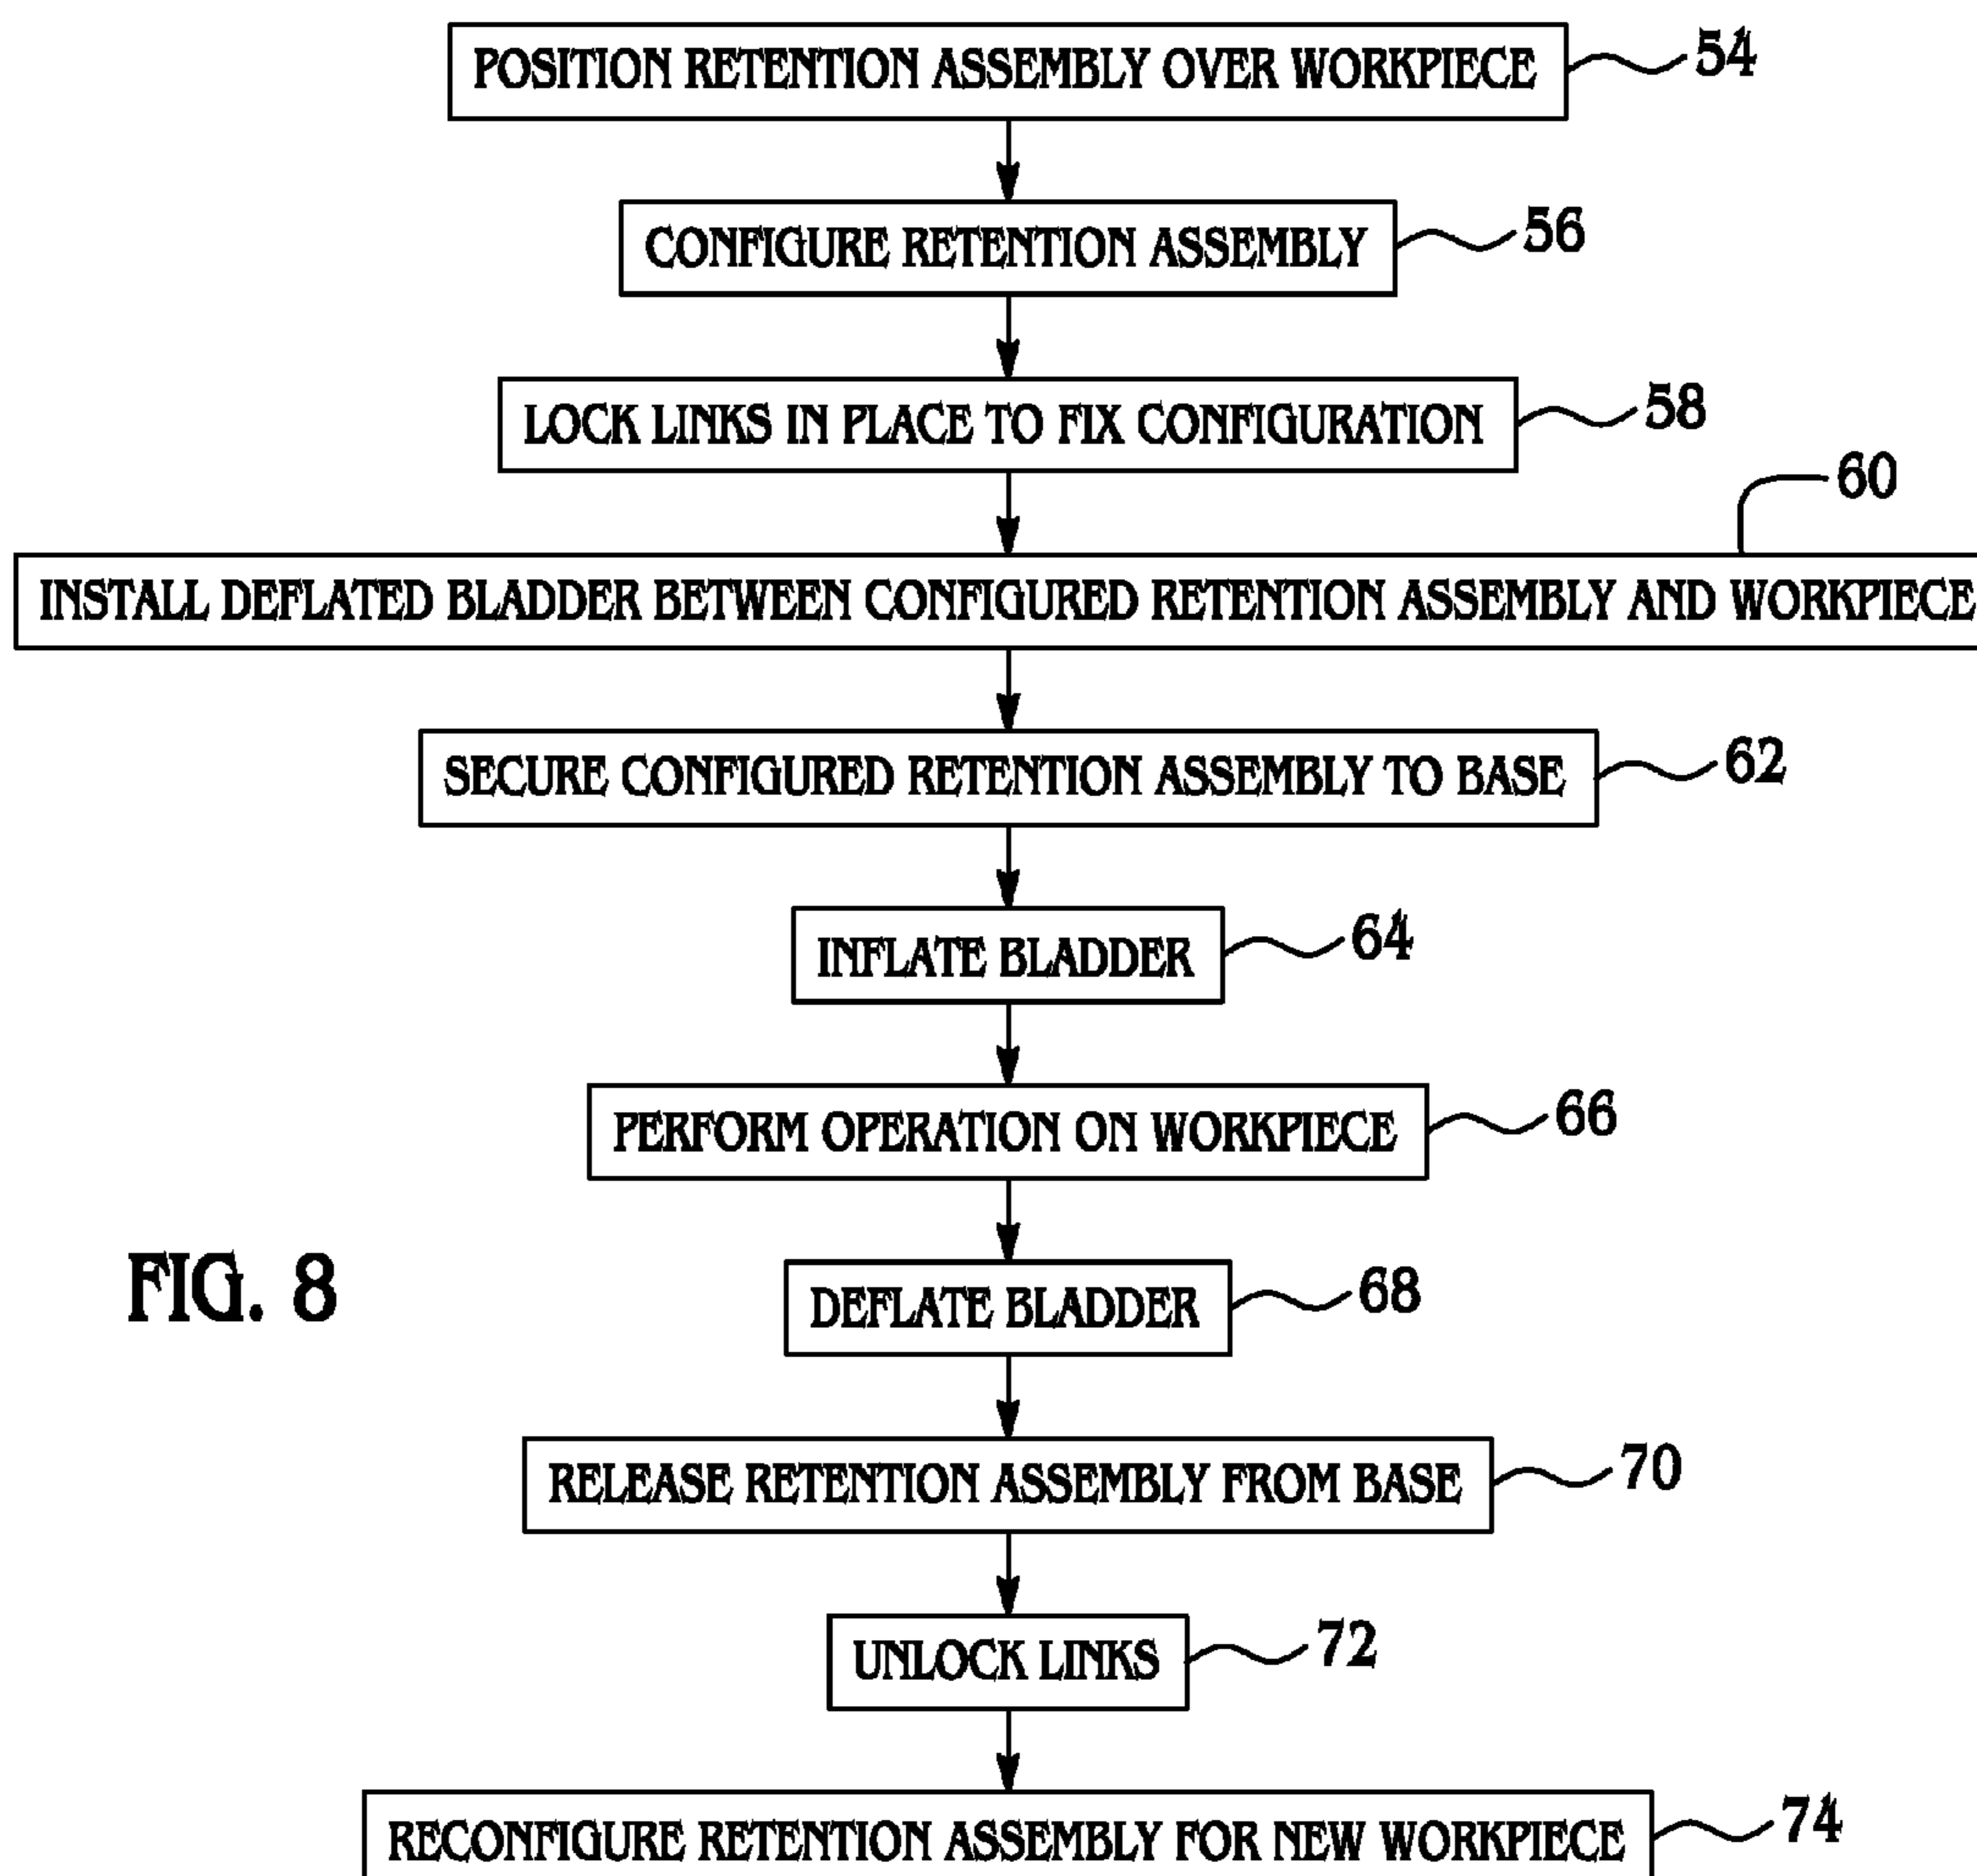 POSITION RETENTION ASSEMBLY OVER WORKPIECE
54
CONFIGURE RETENTION ASSEMBLY
56
LOCK LINKS IN PLACE TO FIX CONFIGURATION
58
60
INSTALL DEFLATED BLADDER BETWEEN CONFIGURED RETENTION ASSEMBLY AND WORKPIECE
SECURE CONFIGURED RETENTION ASSEMBLY TO BASE
62
INFLATE BLADDER
64
PERFORM OPERATION ON WORKPIECE
66
FIG. 8
DEFLATE BLADDER
68
RELEASE RETENTION ASSEMBLY FROM BASE
70
UNLOCK LINKS
72
RECONFIGURE RETENTION ASSEMBLY FOR NEW WORKPIECE
74